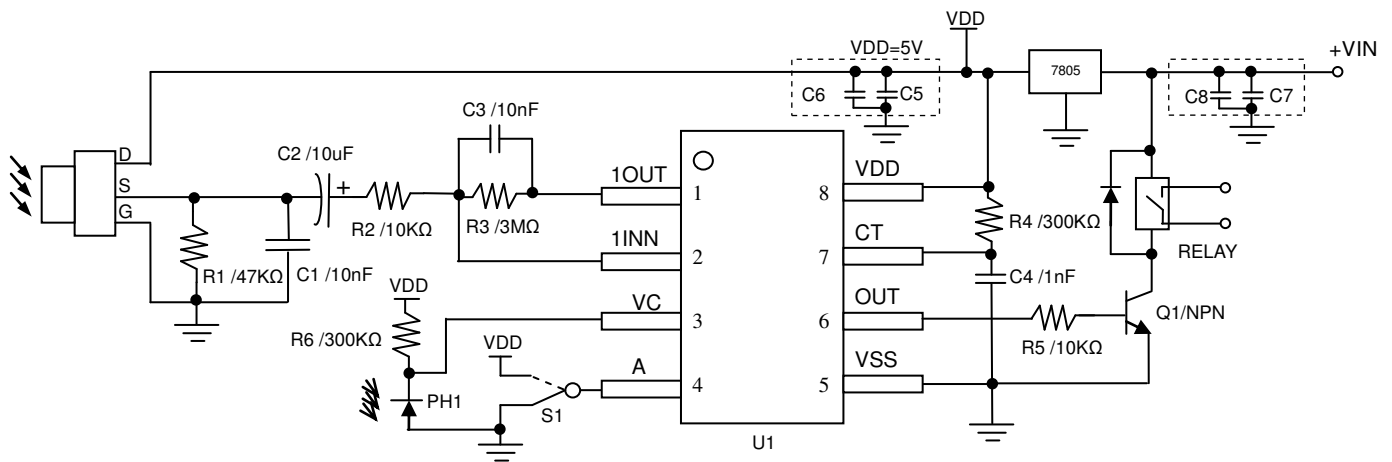 VDD
VDD=5V
+VIN
7805
C6
C5
C8
C7
C3 /10nF
D
S
G
C2 /10uF
+
R2 /10KΩ
R3 /3MΩ
R1 /47KΩ
C1 /10nF
1OUT
1
8
VDD
R4 /300KΩ
1INN
2
7
CT
C4 /1nF
RELAY
VDD
R6 /300KΩ
VC
3
6
OUT
R5 /10KΩ
Q1/NPN
VDD
A
4
5
VSS
PH1
S1
U1